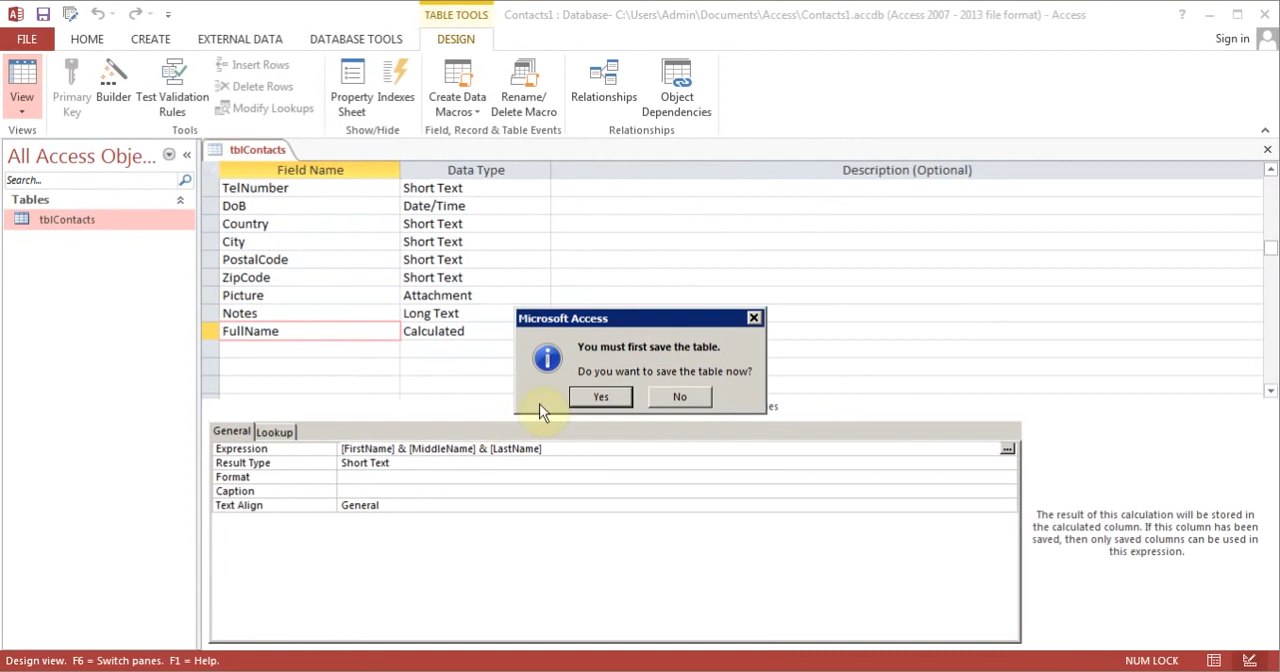 TABLE TOOLS
Contacts1 : Database- C:\Users\Admin\Documents\Access\Contacts1.accdb (Access 2007 - 2013 file format) - Access
FILE
HOME
CREATE
EXTERNAL DATA
DATABASE TOOLS
DESIGN
Sign in
View
Primary
Key
Builder
Test Validation
Rules
Insert Rows
Delete Rows
Modify Lookups
Property
Sheet
Indexes
Create Data
Macros
Rename/
Delete Macro
Relationships
Object
Dependencies
Views
Tools
Show/Hide
Field, Record & Table Events
Relationships
All Access Obje...
Search...
Tables
tblContacts
tblContacts
Field Name
Data Type
Description (Optional)
TelNumber
Short Text
DoB
Date/Time
Country
Short Text
City
Short Text
PostalCode
Short Text
ZipCode
Short Text
Picture
Attachment
Notes
Long Text
FullName
Calculated
Microsoft Access
You must first save the table.
Do you want to save the table now?
Yes
No
General
Lookup
Expression
[FirstName] & [MiddleName] & [LastName]
Result Type
Short Text
Format
Caption
Text Align
General
The result of this calculation will be stored in
the calculated column. If this column has been
saved, then only saved columns can be used in
this expression.
Design view.  F6 = Switch panes.  F1 = Help.
NUM LOCK